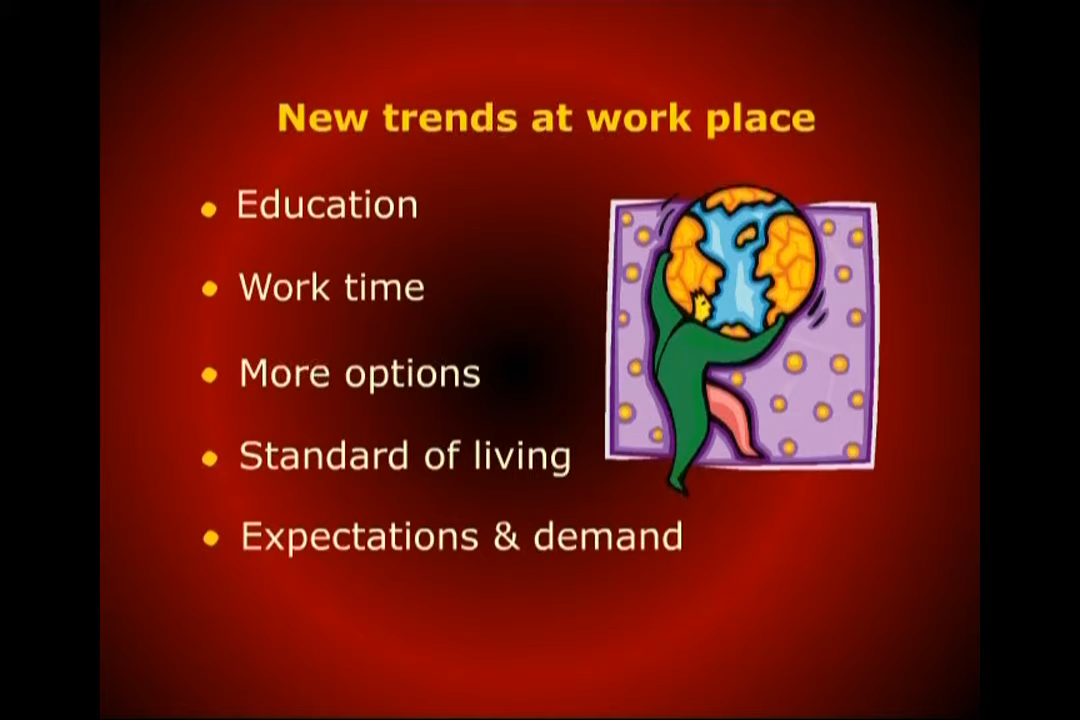 New trends at work place
• Education
• Work time
• More options
• Standard of living
• Expectations & demand